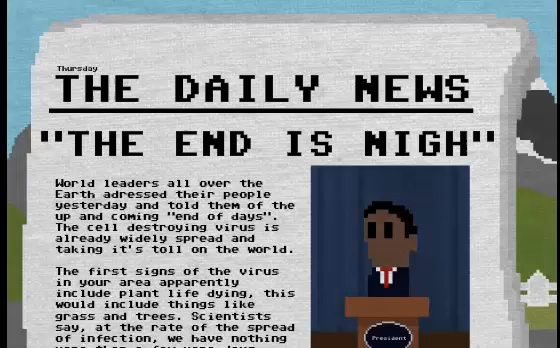 Thursday
THE DAILY NEWS
"THE END IS NIGH"
World leaders all over the
Earth adressed their people
yesterday and told them of the
up and coming "end of days".
The cell destroying virus is
already widely spread and
taking it's toll on the world.
The first signs of the virus
in your area apparently
include plant life dying, this
would include things like
grass and trees. Scientists
say, at the rate of the spread
of infection, we have nothing
President